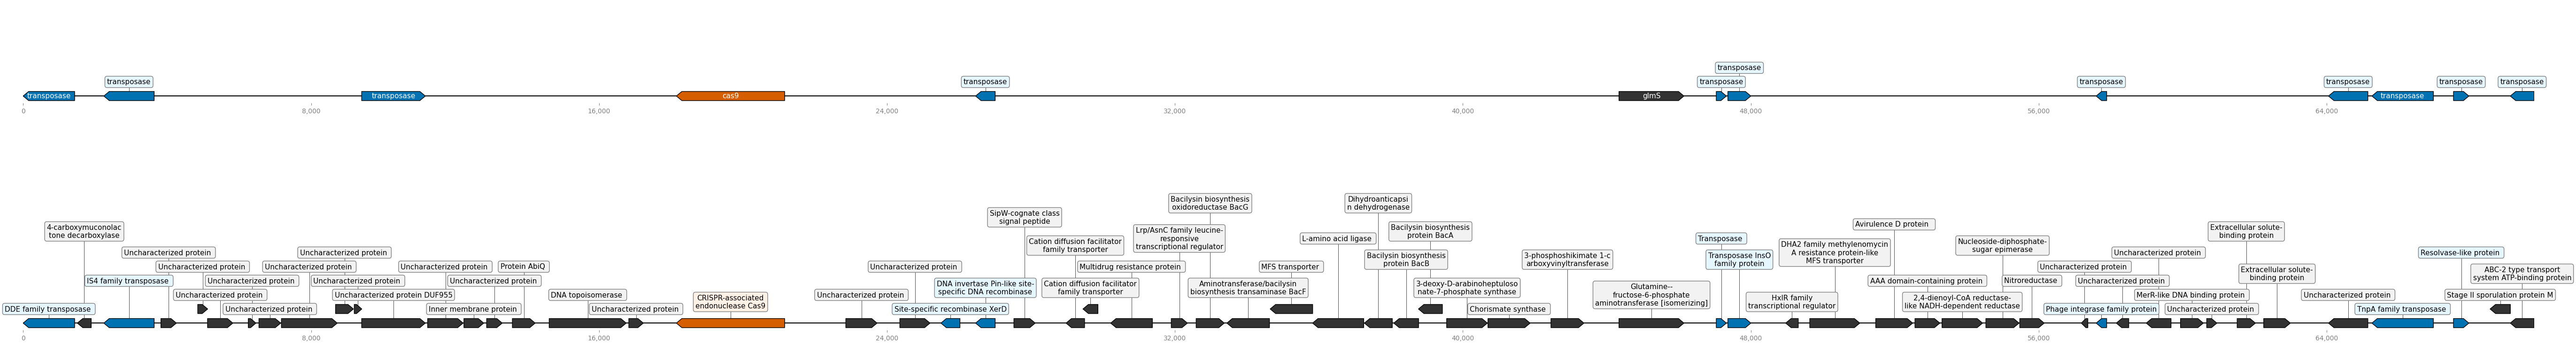 transposase
transposase
transposase
transposase
transposase
transposase
transposase
transposase
transposase
transposase
cas9
glmS
transposase
transposase
0
8,000
16,000
24,000
32,000
40,000
48,000
56,000
64,000
Bacilysin biosynthesis
oxidoreductase BacG
Dihydroanticapsi
n dehydrogenase
SipW-cognate class
signal peptide
4-carboxymuconolac
tone decarboxylase
Lrp/AsnC family leucine-
responsive
transcriptional regulator
Bacilysin biosynthesis
protein BacA
Avirulence D protein
Extracellular solute-
binding protein
Cation diffusion facilitator
family transporter
L-amino acid ligase
Transposase
DHA2 family methylenomycin
A resistance protein-like
MFS transporter
Nucleoside-diphosphate-
sugar epimerase
Uncharacterized protein
Uncharacterized protein
Bacilysin biosynthesis
protein BacB
3-phosphoshikimate 1-c
arboxyvinyltransferase
Transposase InsO
family protein
Uncharacterized protein
Resolvase-like protein
Uncharacterized protein
Uncharacterized protein
Uncharacterized protein
Protein AbiQ
Uncharacterized protein
Multidrug resistance protein
MFS transporter
Uncharacterized protein
Extracellular solute-
binding protein
ABC-2 type transport
system ATP-binding protein
IS4 family transposase
Uncharacterized protein
Uncharacterized protein
Uncharacterized protein
DNA invertase Pin-like site-
specific DNA recombinase
Cation diffusion facilitator
family transporter
Aminotransferase/bacilysin
biosynthesis transaminase BacF
3-deoxy-D-arabinoheptuloso
nate-7-phosphate synthase
Glutamine--
fructose-6-phosphate
aminotransferase [isomerizing]
AAA domain-containing protein
Nitroreductase
Uncharacterized protein
Uncharacterized protein
Uncharacterized protein DUF955
DNA topoisomerase
CRISPR-associated
endonuclease Cas9
Uncharacterized protein
HxlR family
transcriptional regulator
2,4-dienoyl-CoA reductase-
like NADH-dependent reductase
MerR-like DNA binding protein
Uncharacterized protein
Stage II sporulation protein M
DDE family transposase
Uncharacterized protein
Inner membrane protein
Uncharacterized protein
Site-specific recombinase XerD
Chorismate synthase
Phage integrase family protein
Uncharacterized protein
TnpA family transposase
0
8,000
16,000
24,000
32,000
40,000
48,000
56,000
64,000